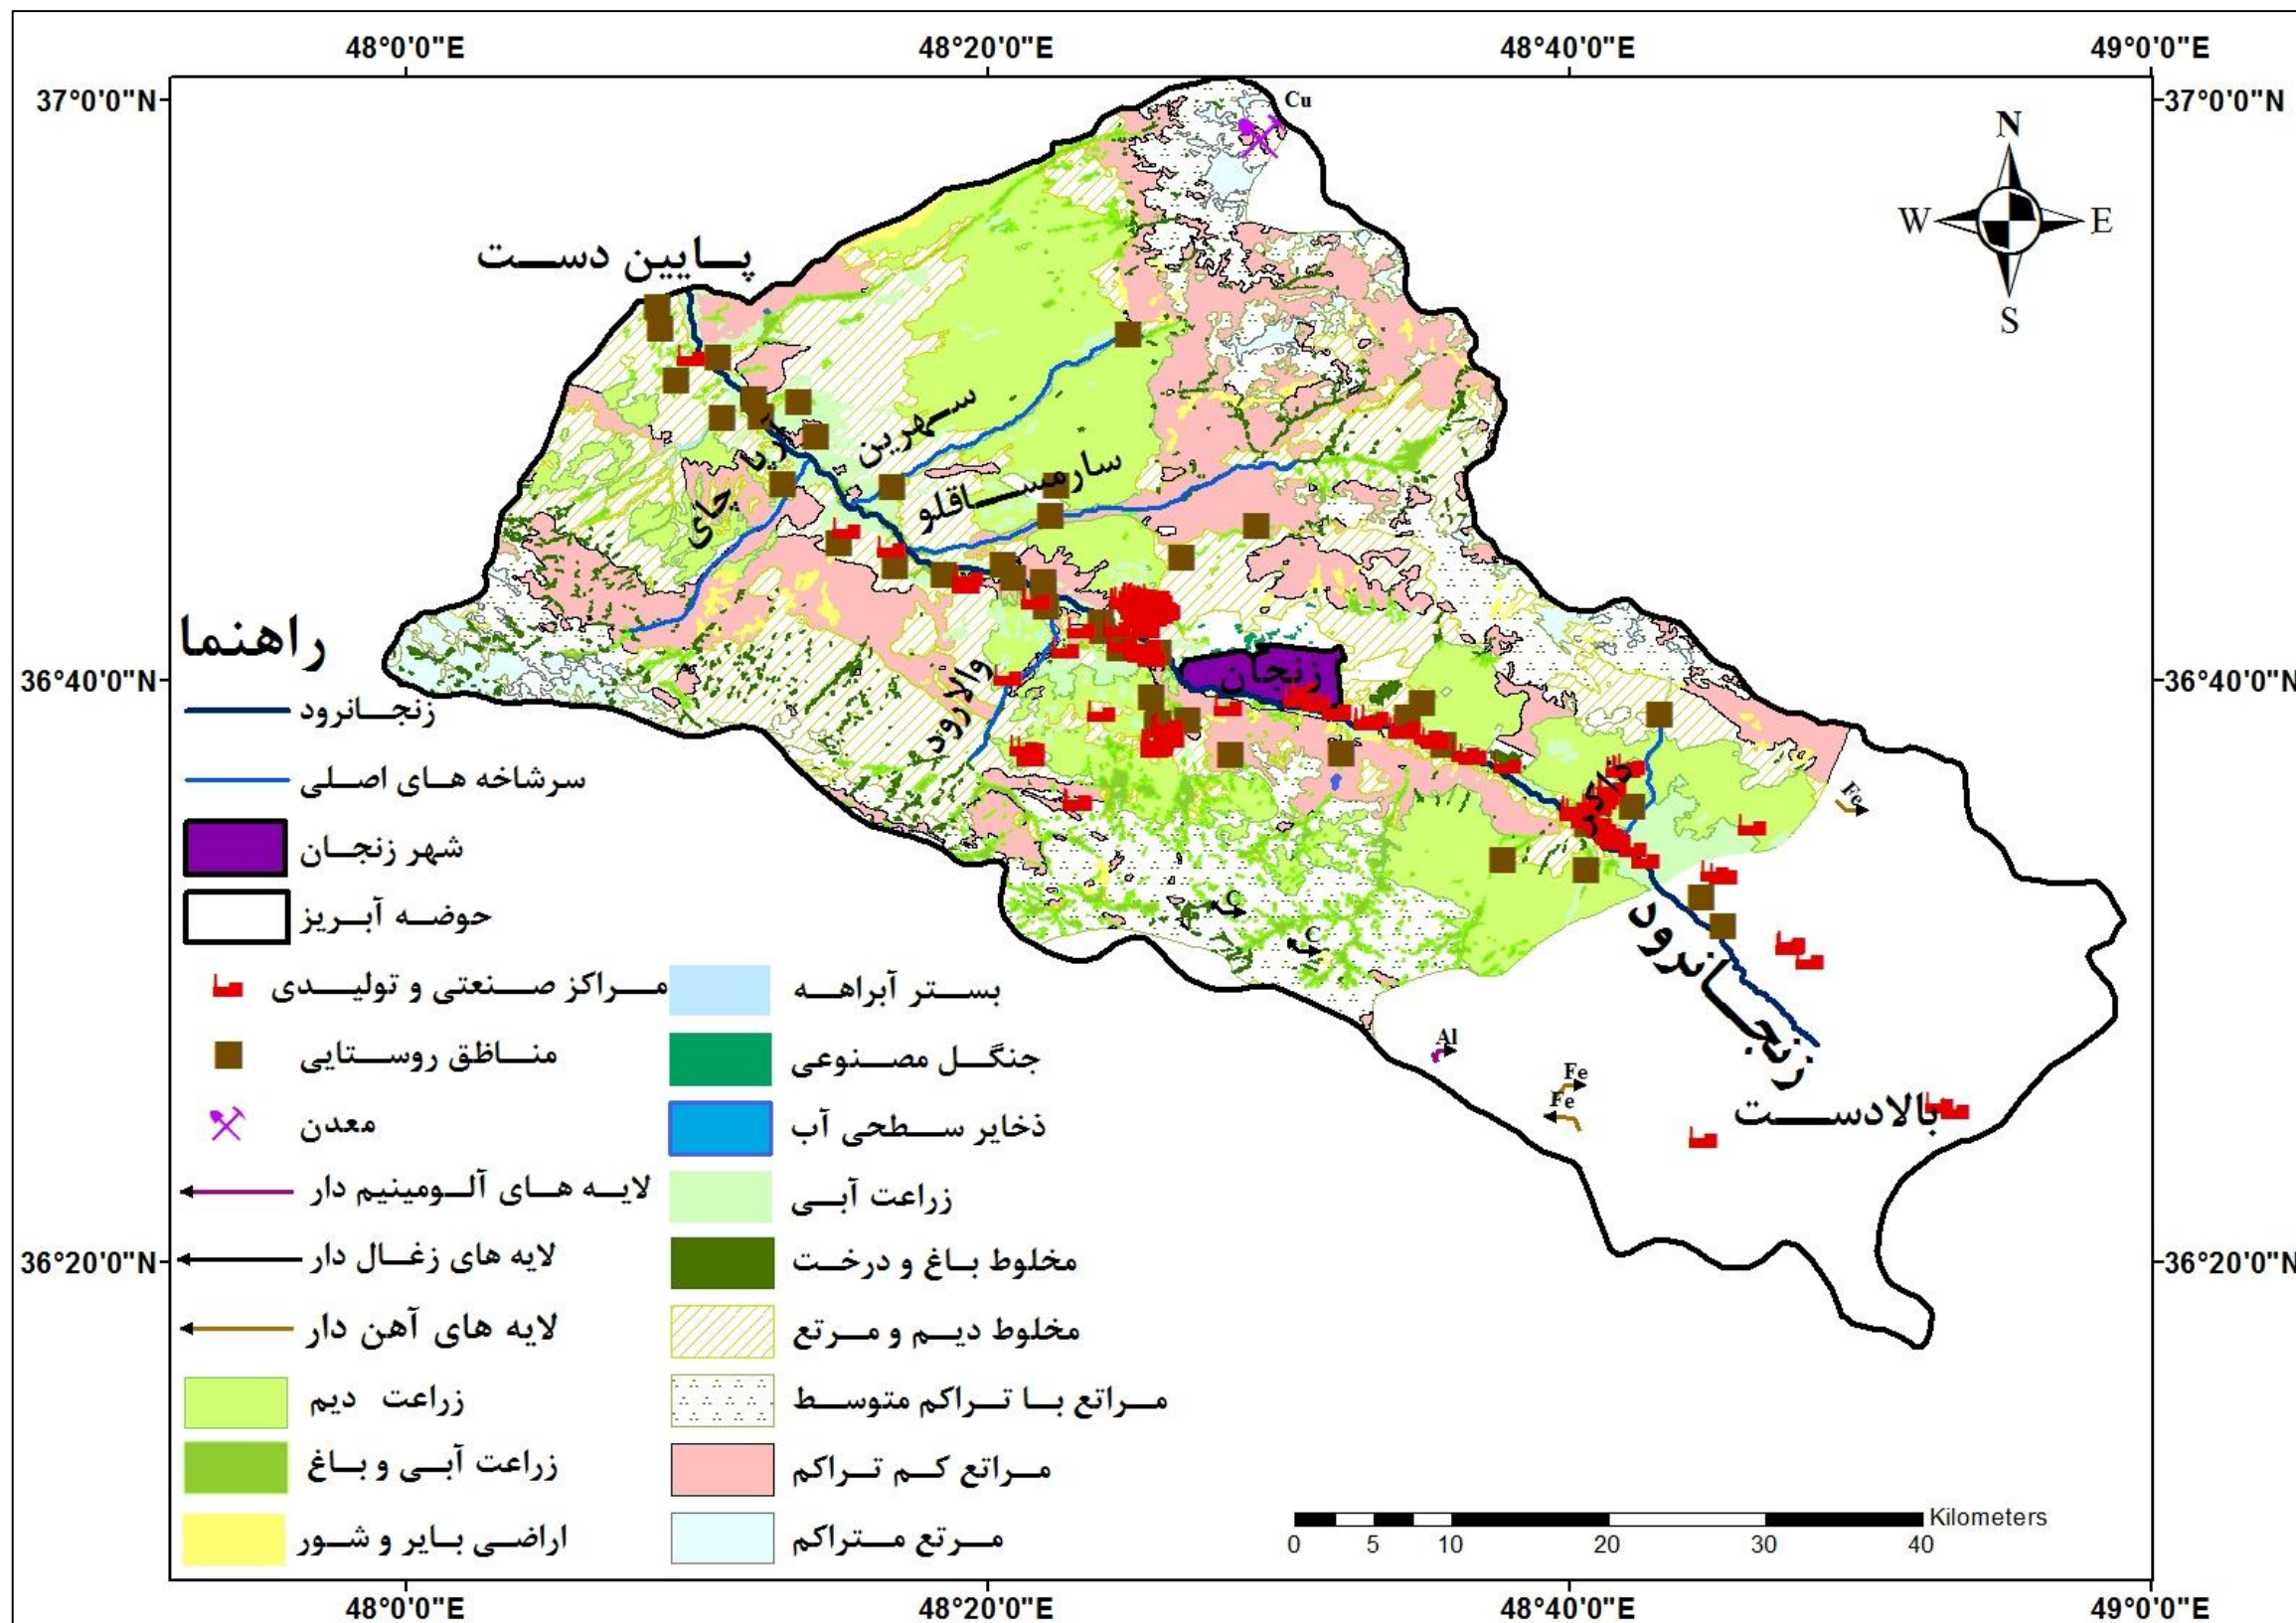 48°0'0"E
48°20'0"E
48°40'0"E
49°0'0"E
37°0'0"N
37°0'0"N
Cu
N
W
E
S
پایین دست
سهرین
سارمساقلو
آرپا
چای
والارود
زنجان
زنجانرود
بالادست
Fe
C
C
Al
Fe
Fe
36°40'0"N
36°40'0"N
36°20'0"N
36°20'0"N
راهنما
زنجانرود
سرشاخه های اصلی
شهر زنجان
حوضه آبریز
مراکز صنعتی و تولیدی
مناظق روستایی
معدن
لایه های آلومینیم دار
لایه های زغال دار
لایه های آهن دار
زراعت دیم
زراعت آبی و باغ
اراضی بایر و شور
بستر آبراهه
جنگل مصنوعی
ذخایر سطحی آب
زراعت آبی
مخلوط باغ و درخت
مخلوط دیم و مرتع
مراتع با تراکم متوسط
مراتع کم تراکم
مرتع متراکم
Kilometers
0 5 10 20 30 40
48°0'0"E
48°20'0"E
48°40'0"E
49°0'0"E